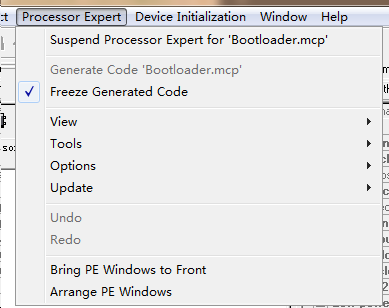 Processor Expert Device Initialization Window Help
Suspend Processor Expert for 'Bootloader.mcp'
Generate Code 'Bootloader.mcp'
Freeze Generated Code
View
Tools
Options
Update
Undo
Redo
Bring PE Windows to Front
Arrange PE Windows